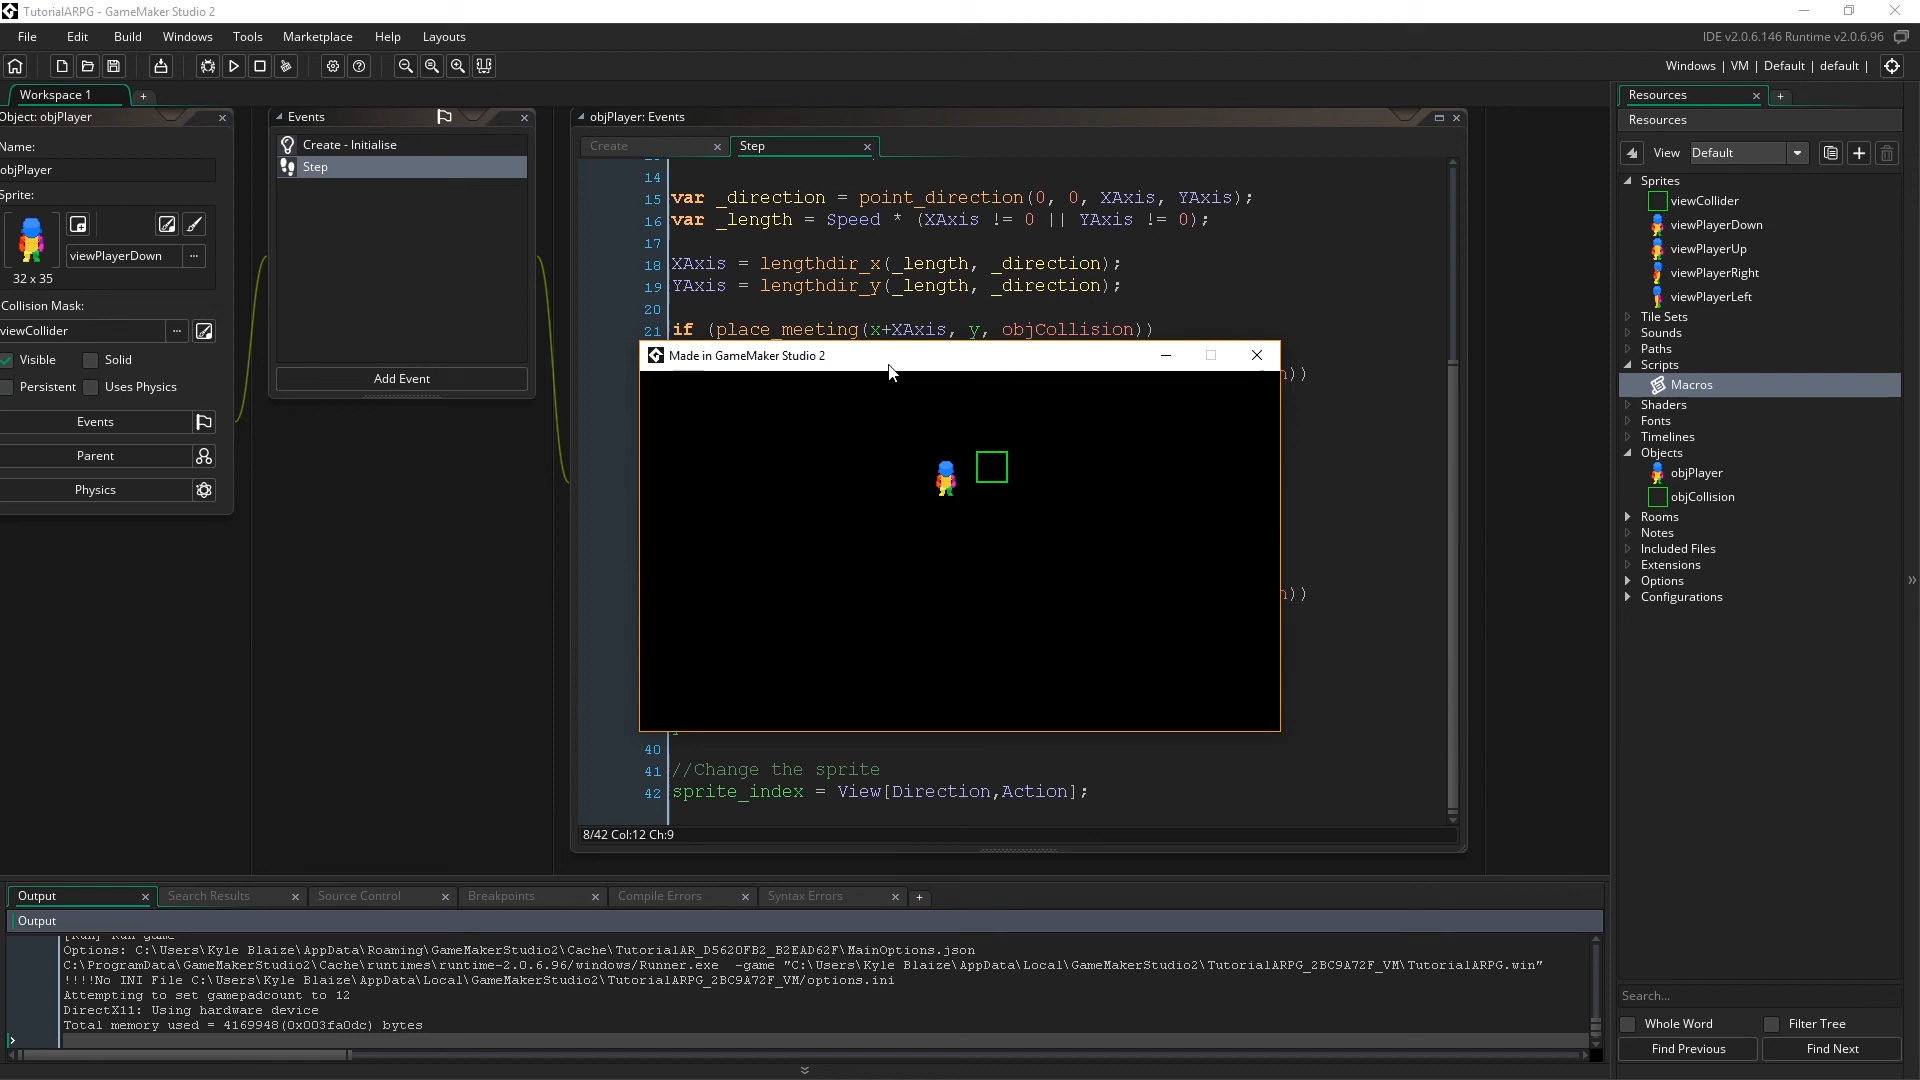 TutorialARPG - GameMaker Studio 2
File Edit Build Windows Tools Marketplace Help Layouts
IDE v2.0.6.146 Runtime v2.0.6.96
Windows | VM | Default | default |
Workspace 1
Object: objPlayer
Name:
objPlayer
Sprite:
viewPlayerDown
...
32 x 35
Collision Mask:
viewCollider
...
Visible
Solid
Persistent
Uses Physics
Events
Parent
Physics
Events
Create - Initialise
Step
Add Event
objPlayer: Events
Create
Step
14
15 var _direction = point_direction(0, 0, XAxis, YAxis);
16 var _length = Speed * (XAxis != 0 || YAxis != 0);
17
18 XAxis = lengthdir_x(_length, _direction);
19 YAxis = lengthdir_y(_length, _direction);
20
21 if (place_meeting(x+XAxis, y, objCollision))
))
))
40
41 //Change the sprite
42 sprite_index = View[Direction,Action];
8/42 Col:12 Ch:9
Made in GameMaker Studio 2
Resources
Resources
View Default
Sprites
viewCollider
viewPlayerDown
viewPlayerUp
viewPlayerRight
viewPlayerLeft
Tile Sets
Sounds
Paths
Scripts
Macros
Shaders
Fonts
Timelines
Objects
objPlayer
objCollision
Rooms
Notes
Included Files
Extensions
Options
Configurations
Search...
Whole Word
Filter Tree
Find Previous
Find Next
Output
Search Results
Source Control
Breakpoints
Compile Errors
Syntax Errors
Output
[Run] Run game
Options: C:\Users\Kyle Blaize\AppData\Roaming\GameMakerStudio2\Cache\TutorialAR_D5620FB2_B2EAD62F\MainOptions.json
C:\ProgramData\GameMakerStudio2\Cache\runtimes\runtime-2.0.6.96/windows/Runner.exe -game "C:\Users\Kyle Blaize\AppData\Local\GameMakerStudio2\TutorialARPG_2BC9A72F_VM\TutorialARPG.win"
!!!!No INI File C:\Users\Kyle Blaize\AppData\Local\GameMakerStudio2\TutorialARPG_2BC9A72F_VM/options.ini
Attempting to set gamepadcount to 12
DirectX11: Using hardware device
Total memory used = 4169948(0x003fa0dc) bytes